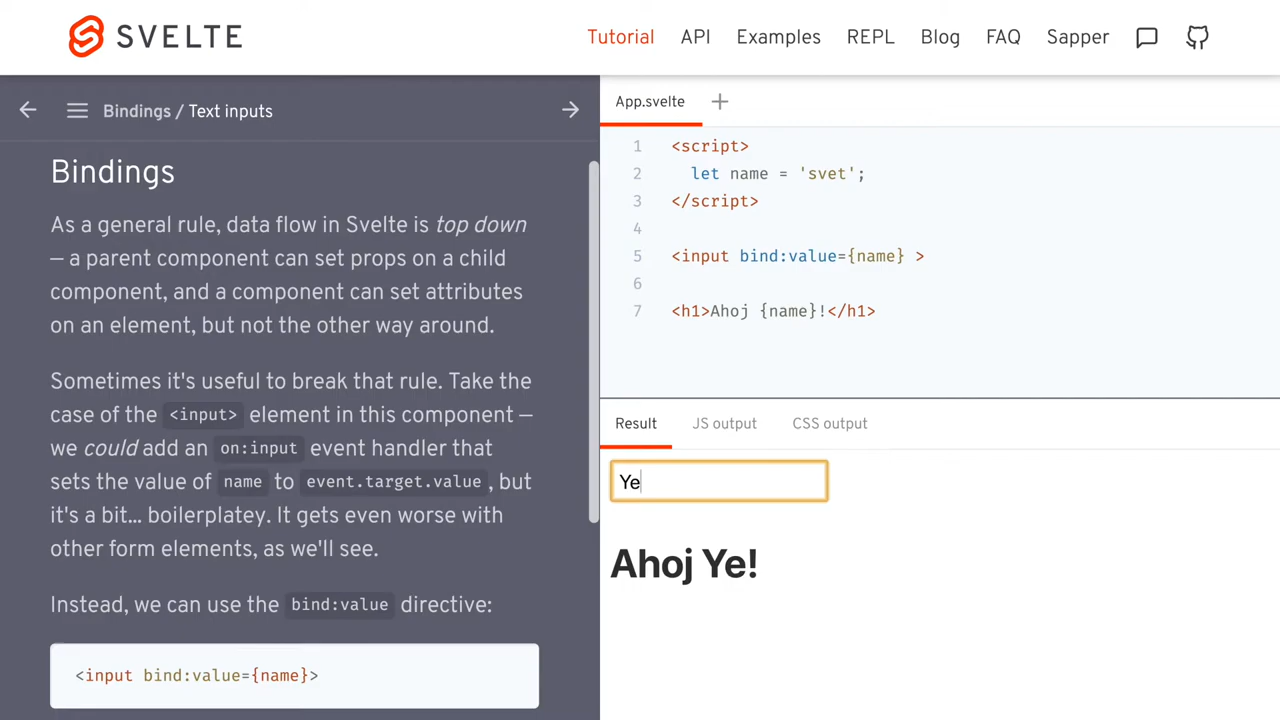 SVELTE
Tutorial API Examples REPL Blog FAQ Sapper
Bindings / Text inputs
Bindings
As a general rule, data flow in Svelte is top down
— a parent component can set props on a child
component, and a component can set attributes
on an element, but not the other way around.
Sometimes it's useful to break that rule. Take the
case of the <input> element in this component —
we could add an on:input event handler that
sets the value of name to event.target.value, but
it's a bit... boilerplatey. It gets even worse with
other form elements, as we'll see.
Instead, we can use the bind:value directive:
<input bind:value={name}>
App.svelte +
1 <script>
2 let name = 'svet';
3 </script>
4
5 <input bind:value={name} >
6
7 <h1>Ahoj {name}!</h1>
Result JS output CSS output
Ye
Ahoj Ye!